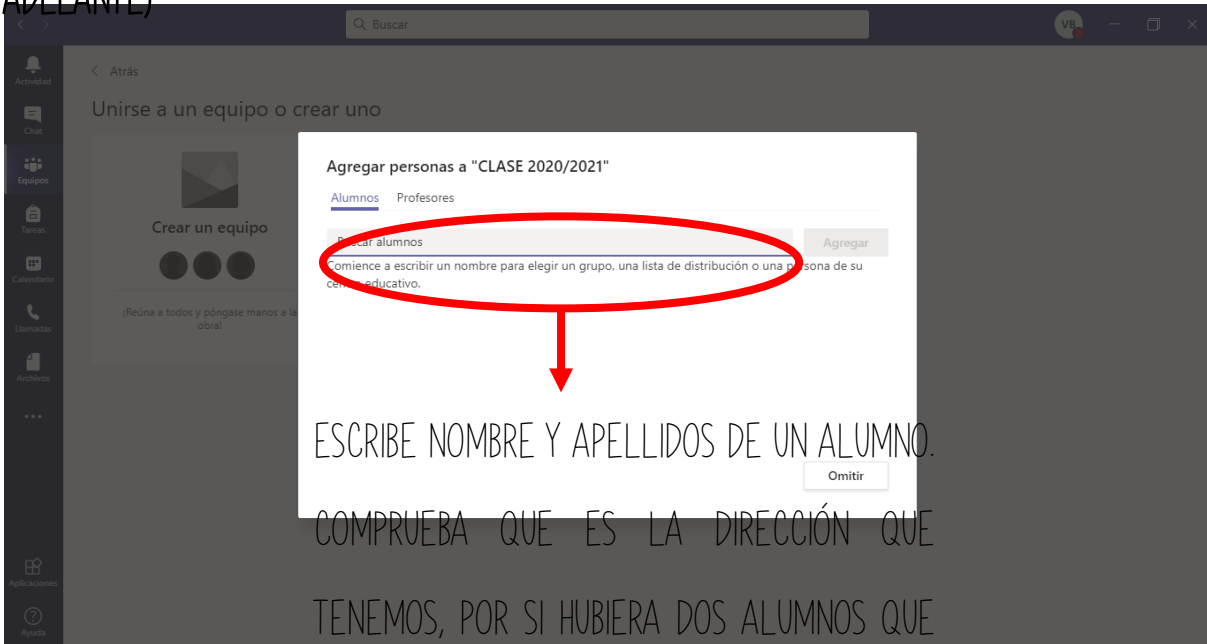 ADELANTE)
Buscar
VB
Actividad
Atrás
Unirse a un equipo o crear uno
Chat
Agregar personas a "CLASE 2020/2021"
Equipos
Alumnos Profesores
Tareas
Crear un equipo
Buscar alumnos
Agregar
Comience a escribir un nombre para elegir un grupo, una lista de distribución o una persona de su
centro educativo.
Calendario
¡Reúna a todos y póngase manos a la
obra!
Llamadas
Archivos
ESCRIBE NOMBRE Y APELLIDOS DE UN ALUMNO.
Omitir
COMPRUEBA QUE ES LA DIRECCIÓN QUE
Aplicaciones
TENEMOS, POR SI HUBIERA DOS ALUMNOS QUE
Ayuda